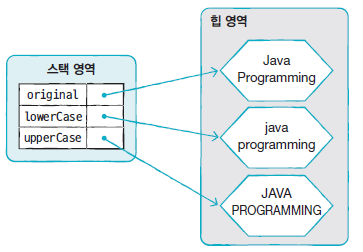 스택 영역
original
lowerCase
upperCase
힙 영역
Java
Programming
java
programming
JAVA
PROGRAMMING